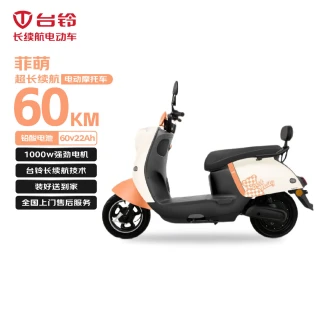 台铃
长续航电动车
菲萌
超长续航 电动摩托车
60KM
铅酸电池 60v22Ah
1000w强劲电机
台铃长续航技术
装好送到家
全国上门售后服务